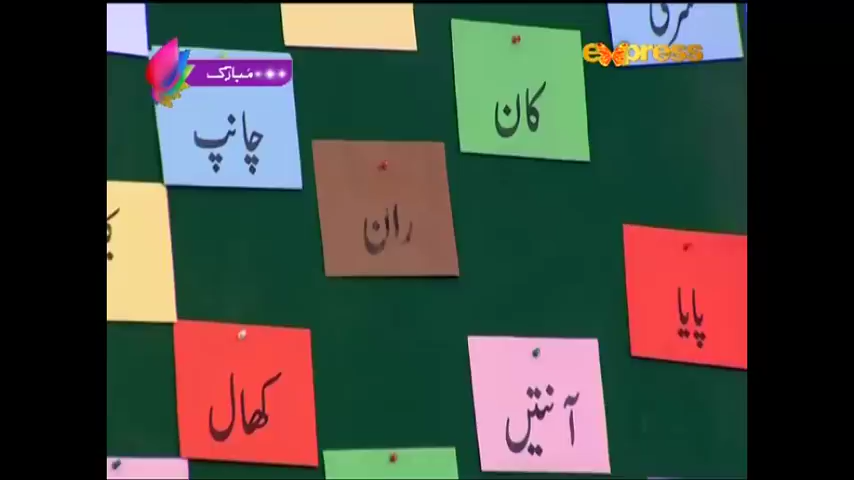 express
مبارک
کان
چانپ
ران
پایا
کھال
آنتیں